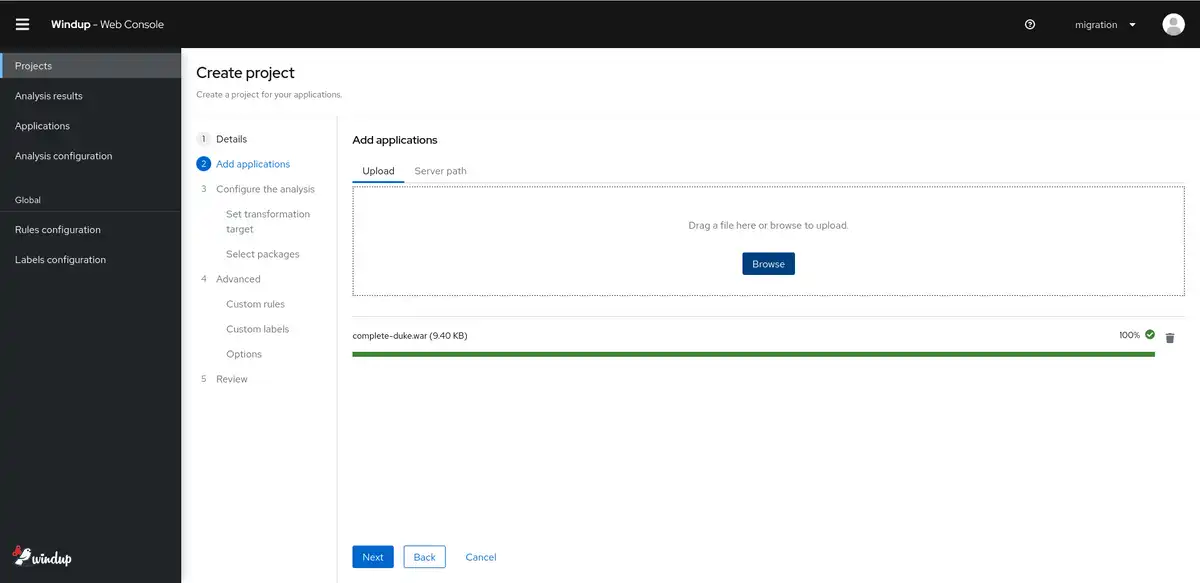 Windup - Web Console
migration
Projects
Analysis results
Applications
Analysis configuration
Global
Rules configuration
Labels configuration
windup
Create project
Create a project for your applications.
1 Details
2 Add applications
3 Configure the analysis
Set transformation
target
Select packages
4 Advanced
Custom rules
Custom labels
Options
5 Review
Add applications
Upload Server path
Drag a file here or browse to upload.
Browse
complete-duke.war (9.40 KB) 100%
Next Back Cancel